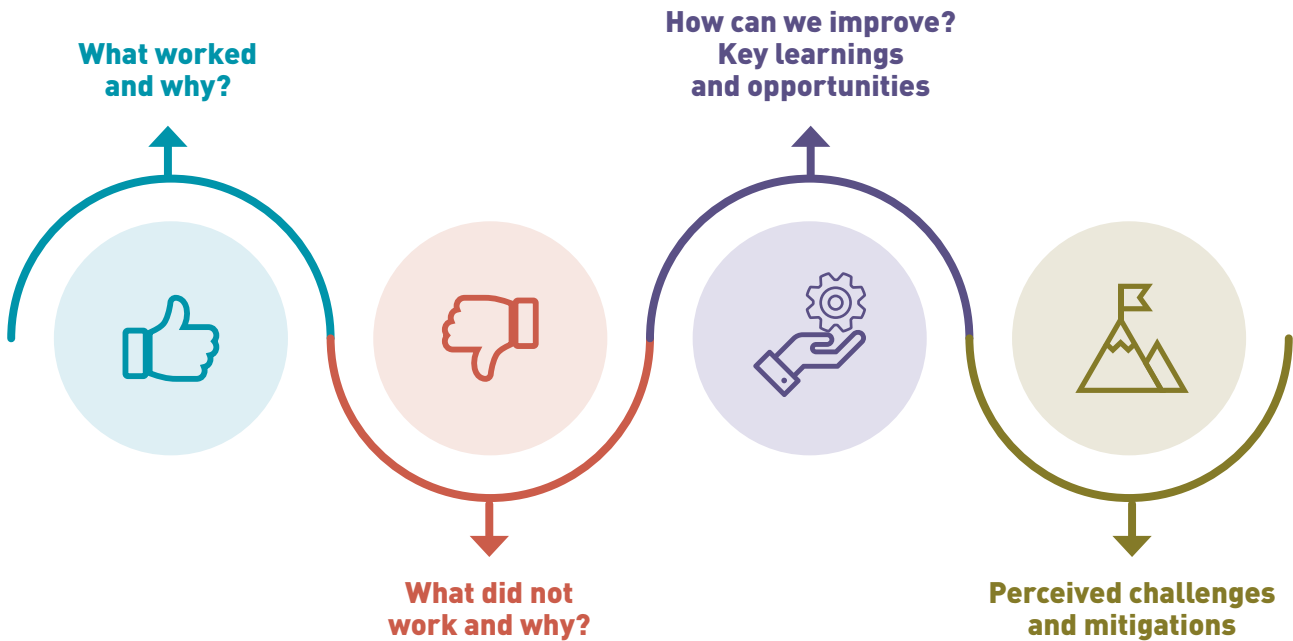 What worked
and why?
What did not
work and why?
How can we improve?
Key learnings
and opportunities
Perceived challenges
and mitigations